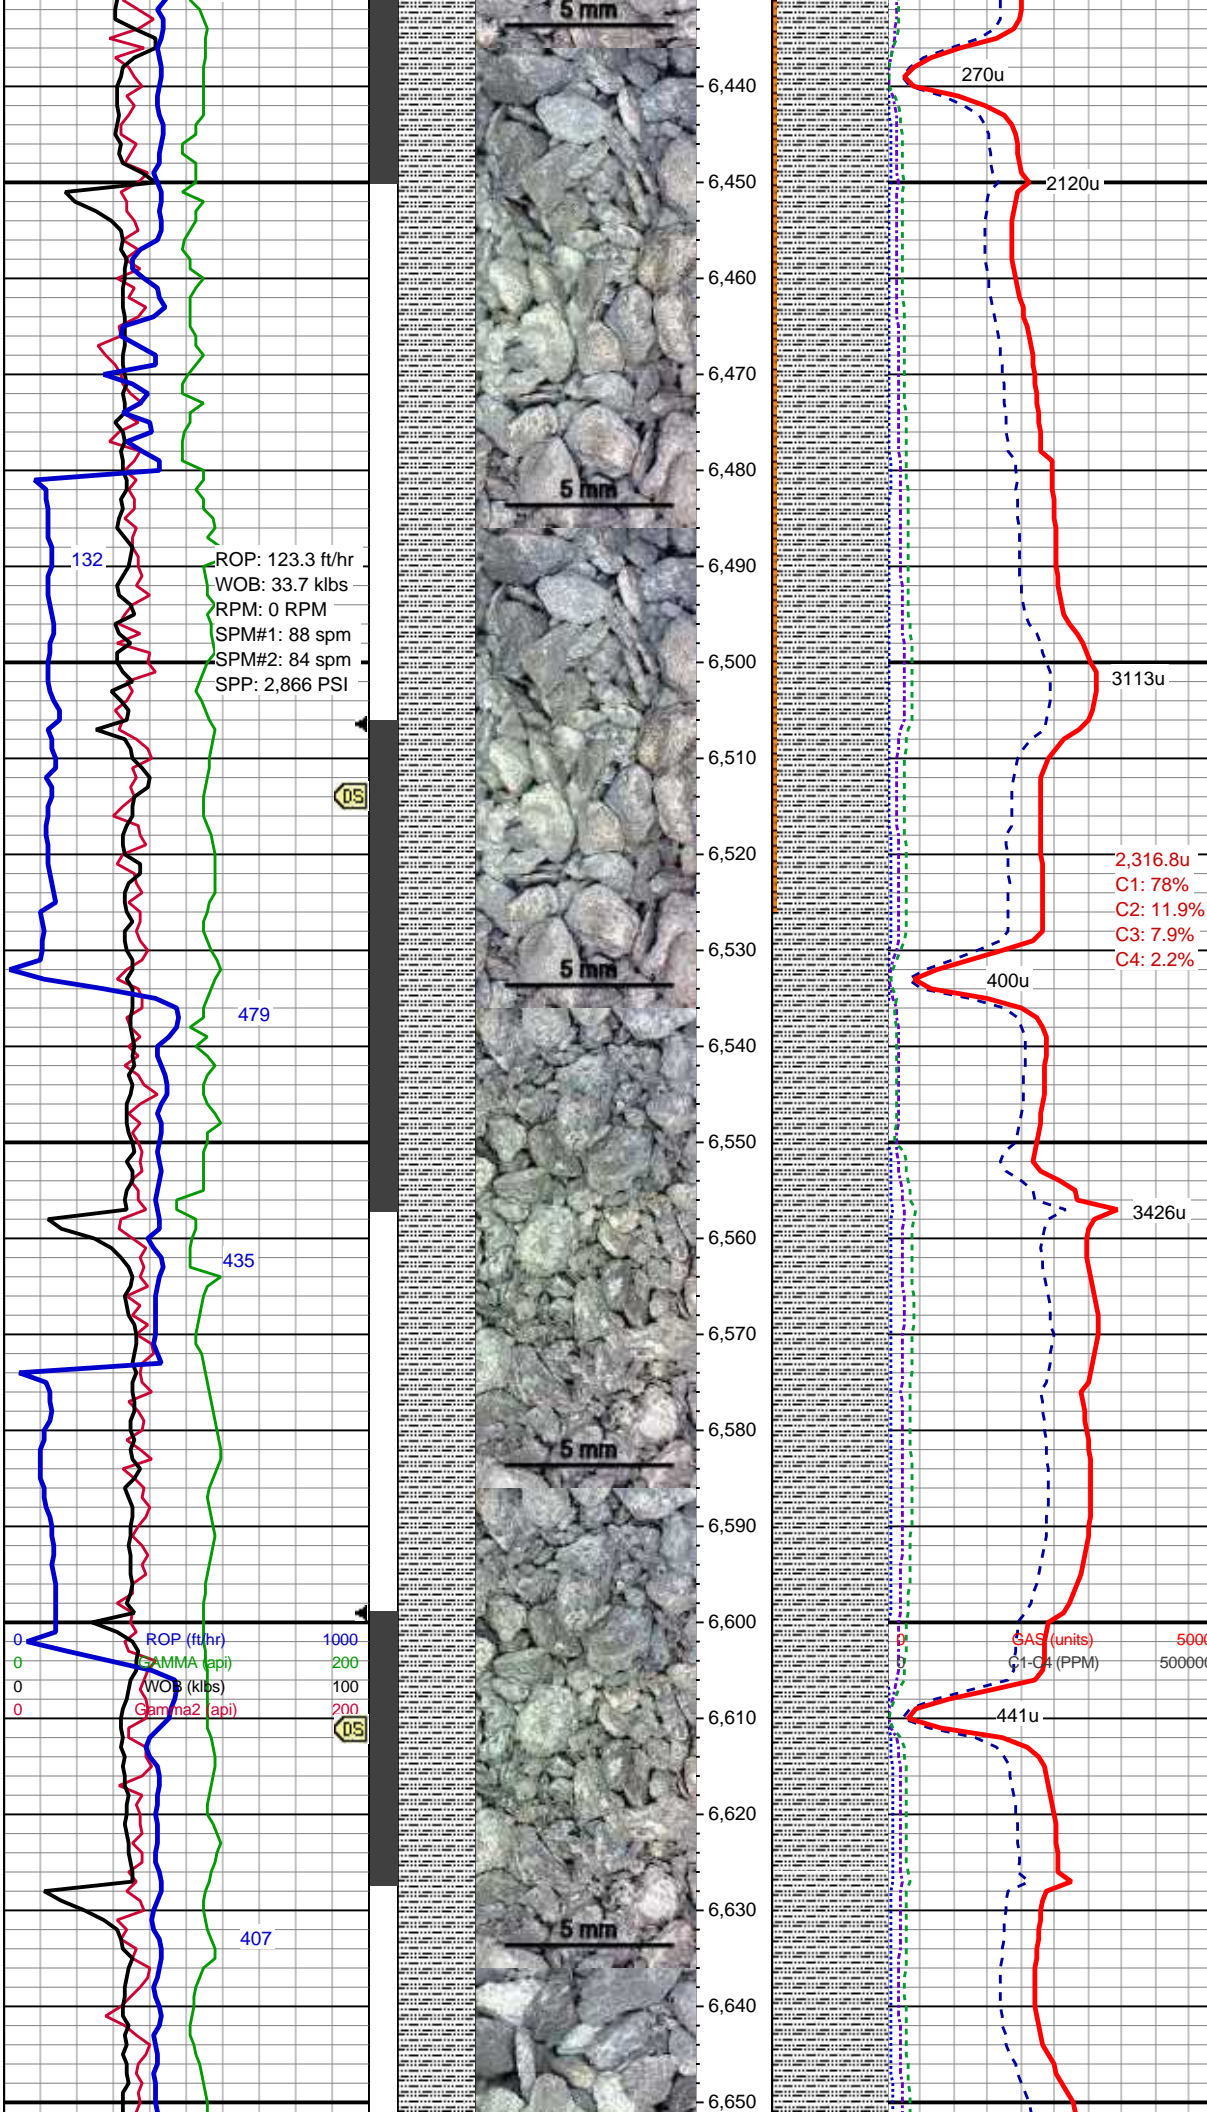 5 mm
270u
6,440
6,450
2120u
6,460
6,470
6,480
5 mm
132
ROP: 123.3 ft/hr
WOB: 33.7 klbs
RPM: 0 RPM
SPM#1: 88 spm
SPM#2: 84 spm
SPP: 2,866 PSI
6,490
6,500
3113u
6,510
DS
6,520
2,316.8u
C1: 78%
C2: 11.9%
C3: 7.9%
C4: 2.2%
6,530
5 mm
400u
479
6,540
6,550
3426u
6,560
435
6,570
6,580
5 mm
6,590
6,600
0 ROP (ft/hr) 1000
0 GAMMA (api) 200
0 WOB (klbs) 100
0 Gamma2 (api) 200
0 GAS (units) 5000
0 C1-C4 (PPM) 500000
6,610
441u
DS
6,620
6,630
407
5 mm
6,640
6,650